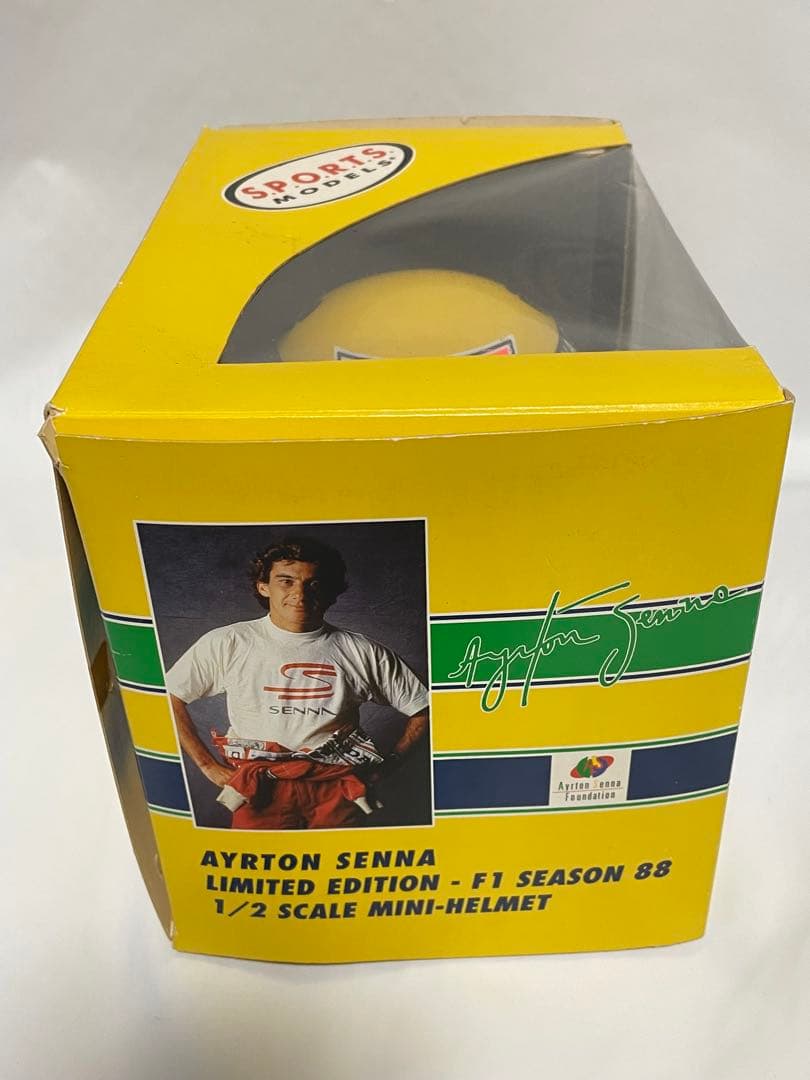 S.P.O.R.T.S.
MODELS
Ayrton Senna
SENNA
Ayrton Senna
Foundation
AYRTON SENNA
LIMITED EDITION - F1 SEASON 88
1/2 SCALE MINI-HELMET